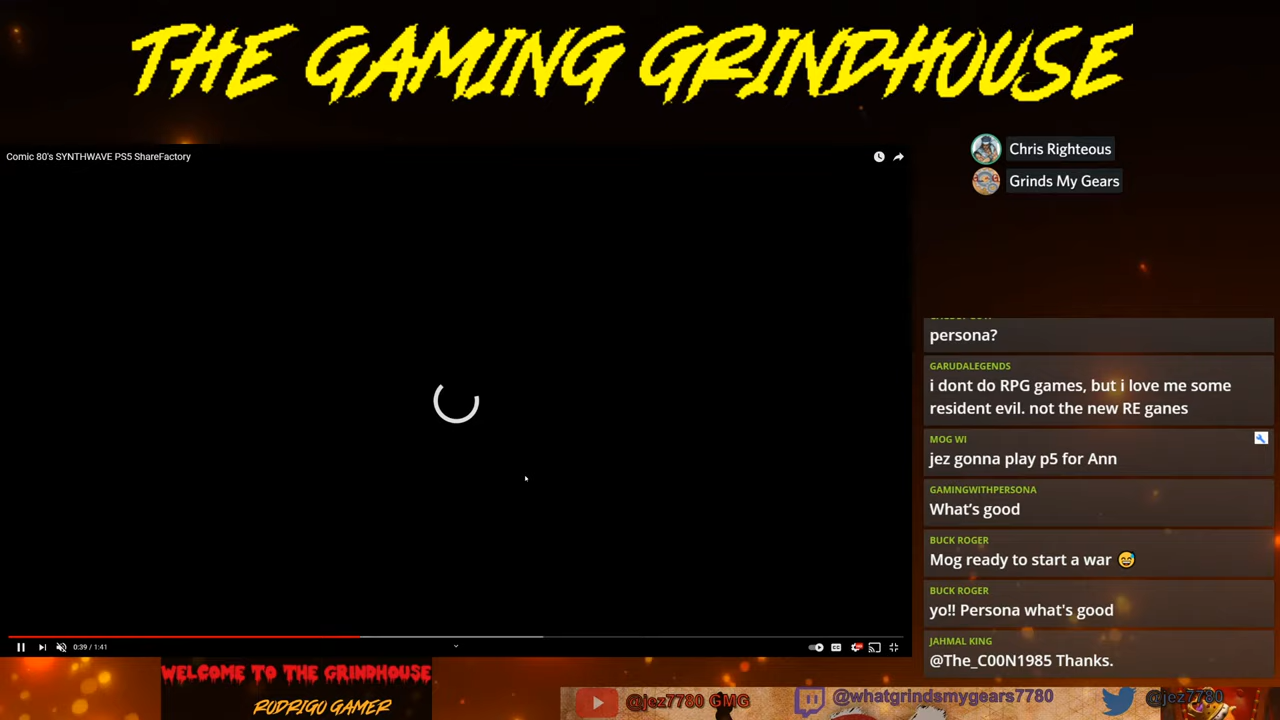 THE GAMING GRINDHOUSE
Comic 80's SYNTHWAVE PS5 ShareFactory
Chris Righteous
Grinds My Gears
persona?
GARUDALEGENDS
i dont do RPG games, but i love me some
resident evil. not the new RE ganes
MOG WI
jez gonna play p5 for Ann
GAMINGWITHPERSONA
What's good
BUCK ROGER
Mog ready to start a war 😅
BUCK ROGER
yo!! Persona what's good
JAHMAL KING
@The_C00N1985 Thanks.
0:39 / 1:41
WELCOME TO THE GRINDHOUSE
RODRIGO GAMER
@jez7780 GMG
@whatgrindsmygears7780
@jez7780